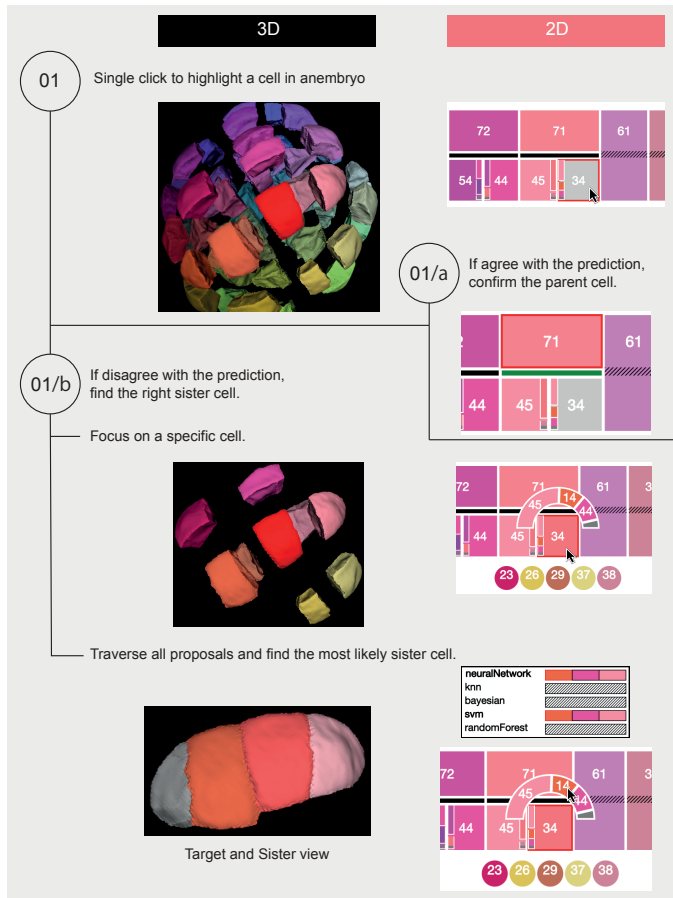 3D
2D
01
Single click to highlight a cell in anembryo
72 71 61
54 44 45 34
01/a
If agree with the prediction,
confirm the parent cell.
71 61
44 45 34
01/b
If disagree with the prediction,
find the right sister cell.
Focus on a specific cell.
72 71 61 3
45 14 44
44 45 34
23 26 29 37 38
Traverse all proposals and find the most likely sister cell.
neuralNetwork
knn
bayesian
svm
randomForest
72 71 61 3
45 14 44
44 45 34
23 26 29 37 38
Target and Sister view